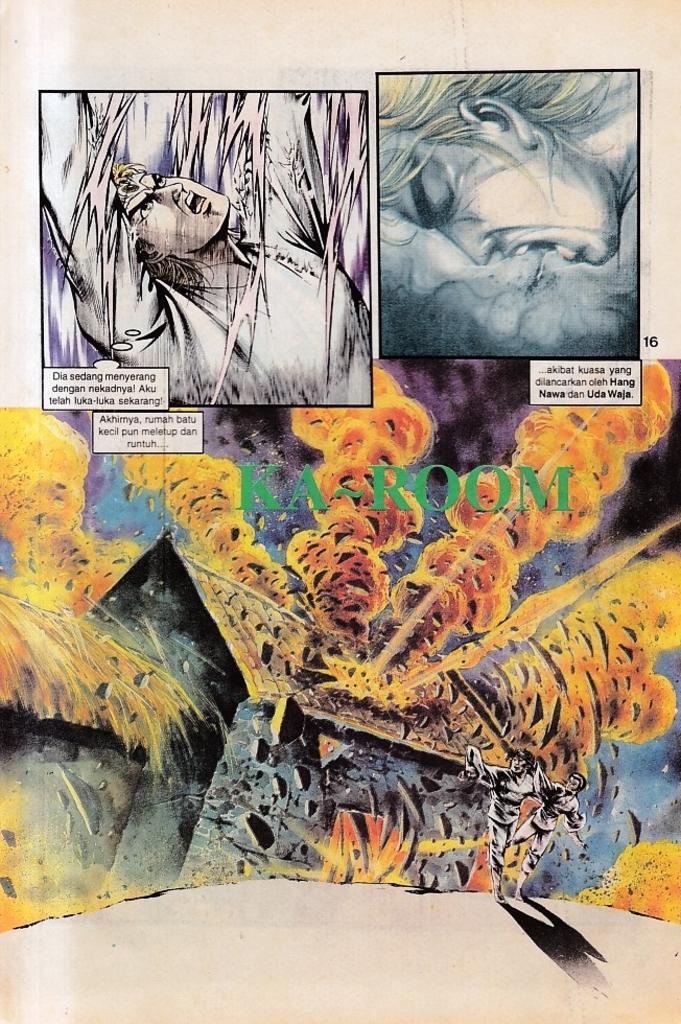 Dia sedang menyerang
dengan nekadnya! Aku
telah luka-luka sekarang!
Akhirnya, rumah batu
kecil pun meletup dan
runtuh....
16
...akibat kuasa yang
dilancarkan oleh Hang
Nawa dan Uda Waja.
KA~ROOM